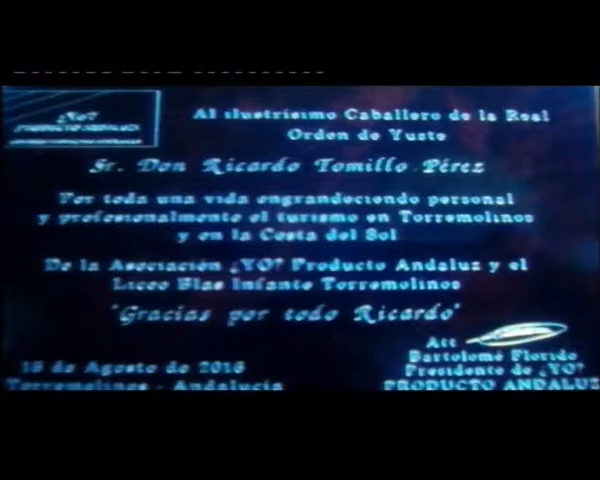 ¿Yo?
PRODUCTO ANDALUZ
Al ilustrísimo Caballero de la Real
Orden de Yuste
Sr. Don Ricardo Tomillo Pérez
Por toda una vida engrandeciendo personal
y profesionalmente el turismo en Torremolinos
y en la Costa del Sol
De la Asociación ¿YO? Producto Andaluz y el
Liceo Blas Infante Torremolinos
"Gracias por todo Ricardo"
Att
Bartolomé Florido
Presidente de ¿YO?
PRODUCTO ANDALUZ
18 de Agosto de 2016
Torremolinos - Andalucía